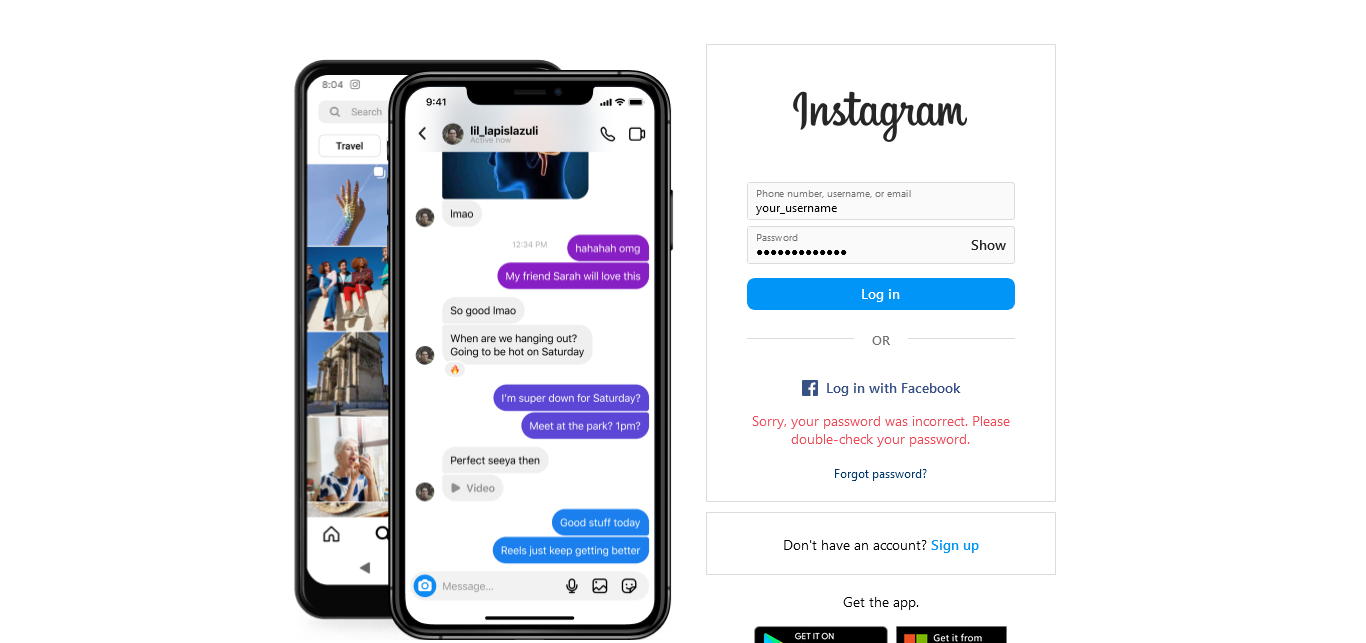 8:04
Search
Travel
9:41
lil_lapislazuli
Active now
lmao
12:34 PM
hahahah omg
My friend Sarah will love this
So good lmao
When are we hanging out?
Going to be hot on Saturday
I'm super down for Saturday?
Meet at the park? 1pm?
Perfect seeya then
Video
Good stuff today
Reels just keep getting better
Message...
Instagram
Phone number, username, or email
your_username
Password
•••••••••••••
Show
Log in
OR
Log in with Facebook
Sorry, your password was incorrect. Please
double-check your password.
Forgot password?
Don't have an account? Sign up
Get the app.
GET IT ON
Get it from